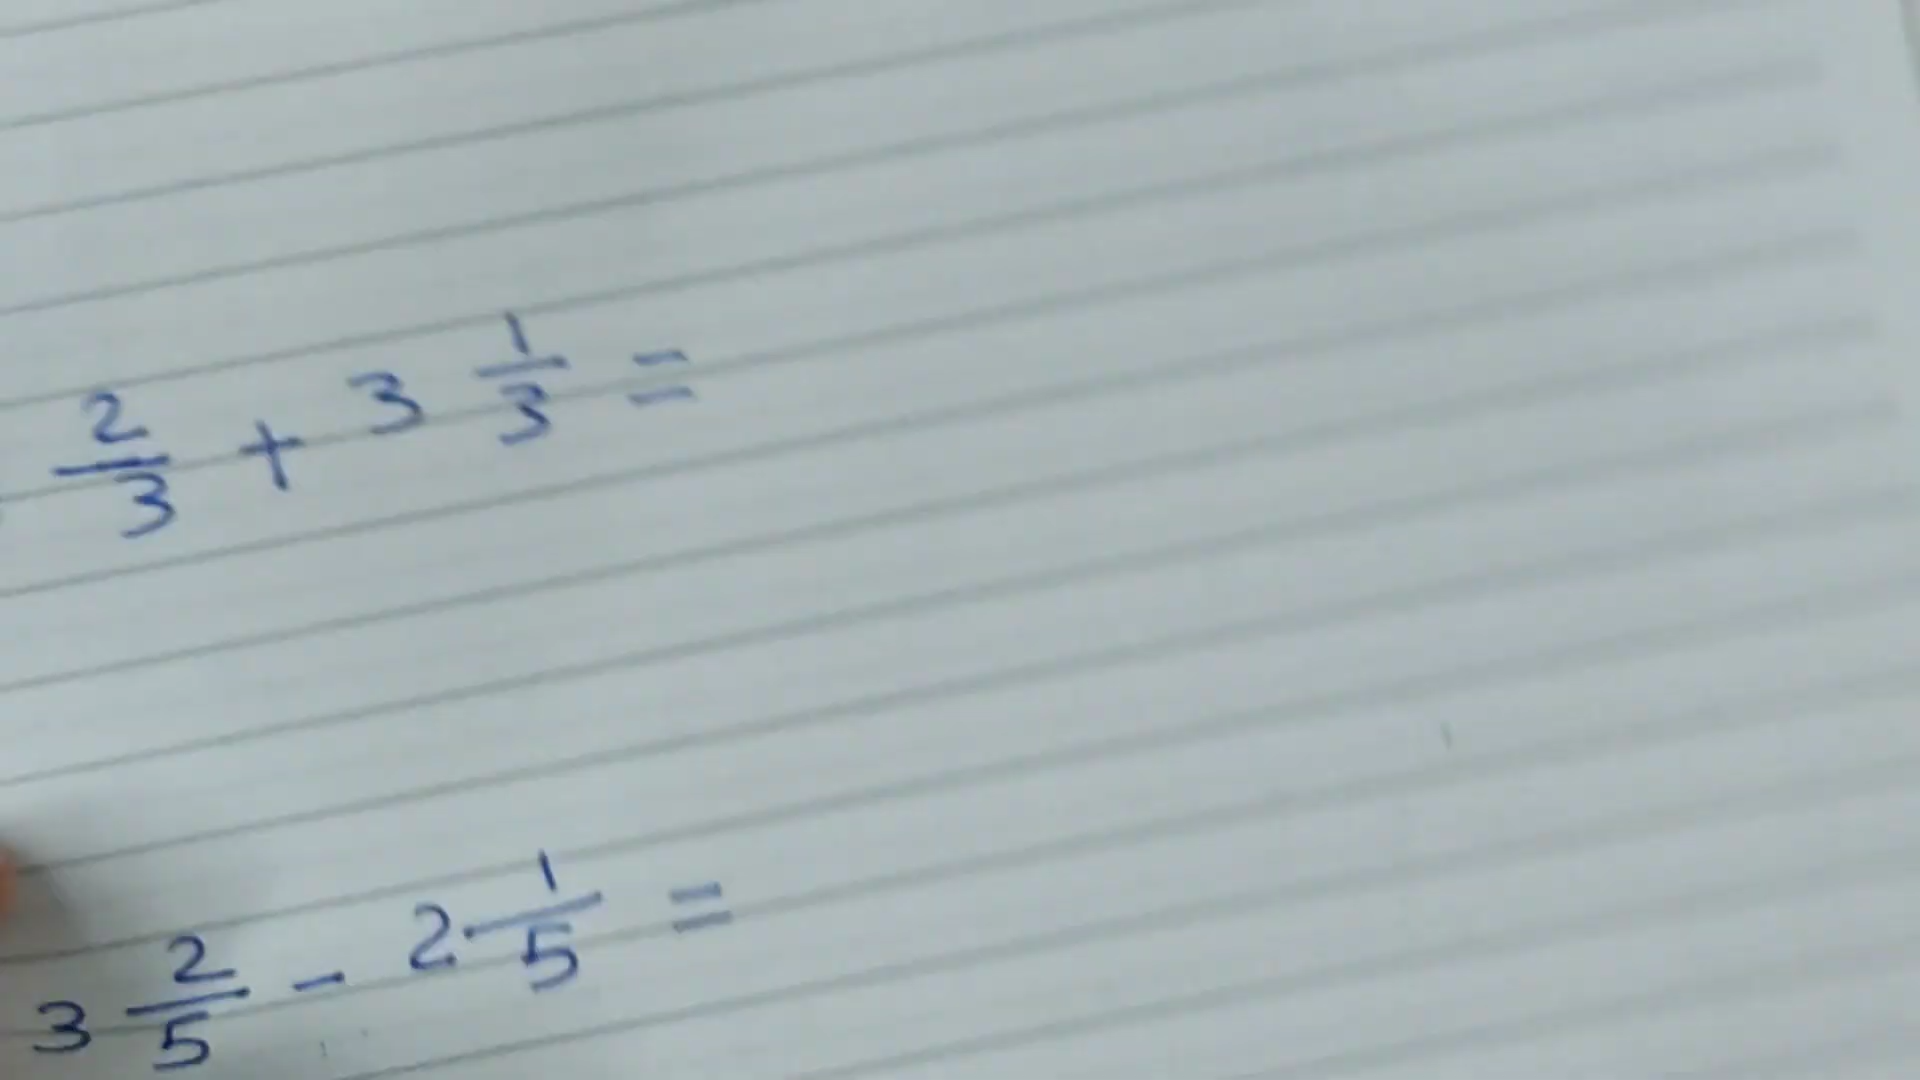 2/3 + 3 1/3 =
3 2/5 - 2 1/5 =